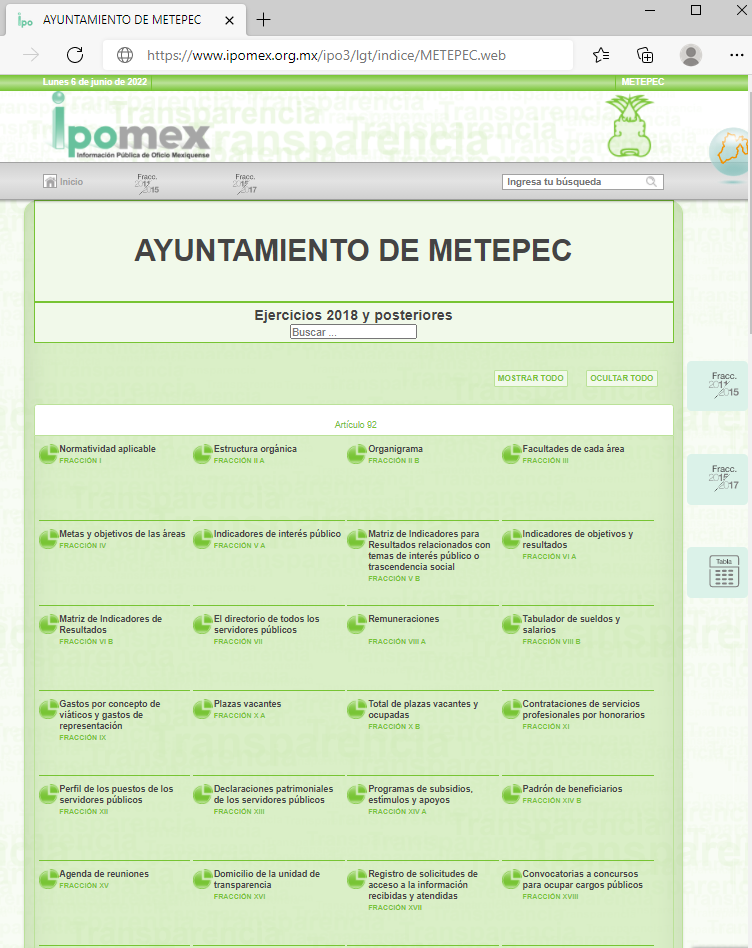 AYUNTAMIENTO DE METEPEC
https://www.ipomex.org.mx/ipo3/lgt/indice/METEPEC.web
Lunes 6 de junio de 2022
METEPEC
ipomex
Información Pública de Oficio Mexiquense
Inicio
Fracc.
2015
Fracc.
2017
Ingresa tu búsqueda
AYUNTAMIENTO DE METEPEC
Ejercicios 2018 y posteriores
Buscar ...
MOSTRAR TODO
OCULTAR TODO
Artículo 92
Normatividad aplicable
FRACCIÓN I
Estructura orgánica
FRACCIÓN II A
Organigrama
FRACCIÓN II B
Facultades de cada área
FRACCIÓN III
Metas y objetivos de las áreas
FRACCIÓN IV
Indicadores de interés público
FRACCIÓN V A
Matriz de Indicadores para
Resultados relacionados con
temas de interés público o
trascendencia social
FRACCIÓN V B
Indicadores de objetivos y
resultados
FRACCIÓN VI A
Matriz de Indicadores de
Resultados
FRACCIÓN VI B
El directorio de todos los
servidores públicos
FRACCIÓN VII
Remuneraciones
FRACCIÓN VIII A
Tabulador de sueldos y
salarios
FRACCIÓN VIII B
Gastos por concepto de
viáticos y gastos de
representación
FRACCIÓN IX
Plazas vacantes
FRACCIÓN X A
Total de plazas vacantes y
ocupadas
FRACCIÓN X B
Contrataciones de servicios
profesionales por honorarios
FRACCIÓN XI
Perfil de los puestos de los
servidores públicos
FRACCIÓN XII
Declaraciones patrimoniales
de los servidores públicos
FRACCIÓN XIII
Programas de subsidios,
estímulos y apoyos
FRACCIÓN XIV A
Padrón de beneficiarios
FRACCIÓN XIV B
Agenda de reuniones
FRACCIÓN XV
Domicilio de la unidad de
transparencia
FRACCIÓN XVI
Registro de solicitudes de
acceso a la información
recibidas y atendidas
FRACCIÓN XVII
Convocatorias a concursos
para ocupar cargos públicos
FRACCIÓN XVIII
Fracc.
2015
Fracc.
2017
Tabla